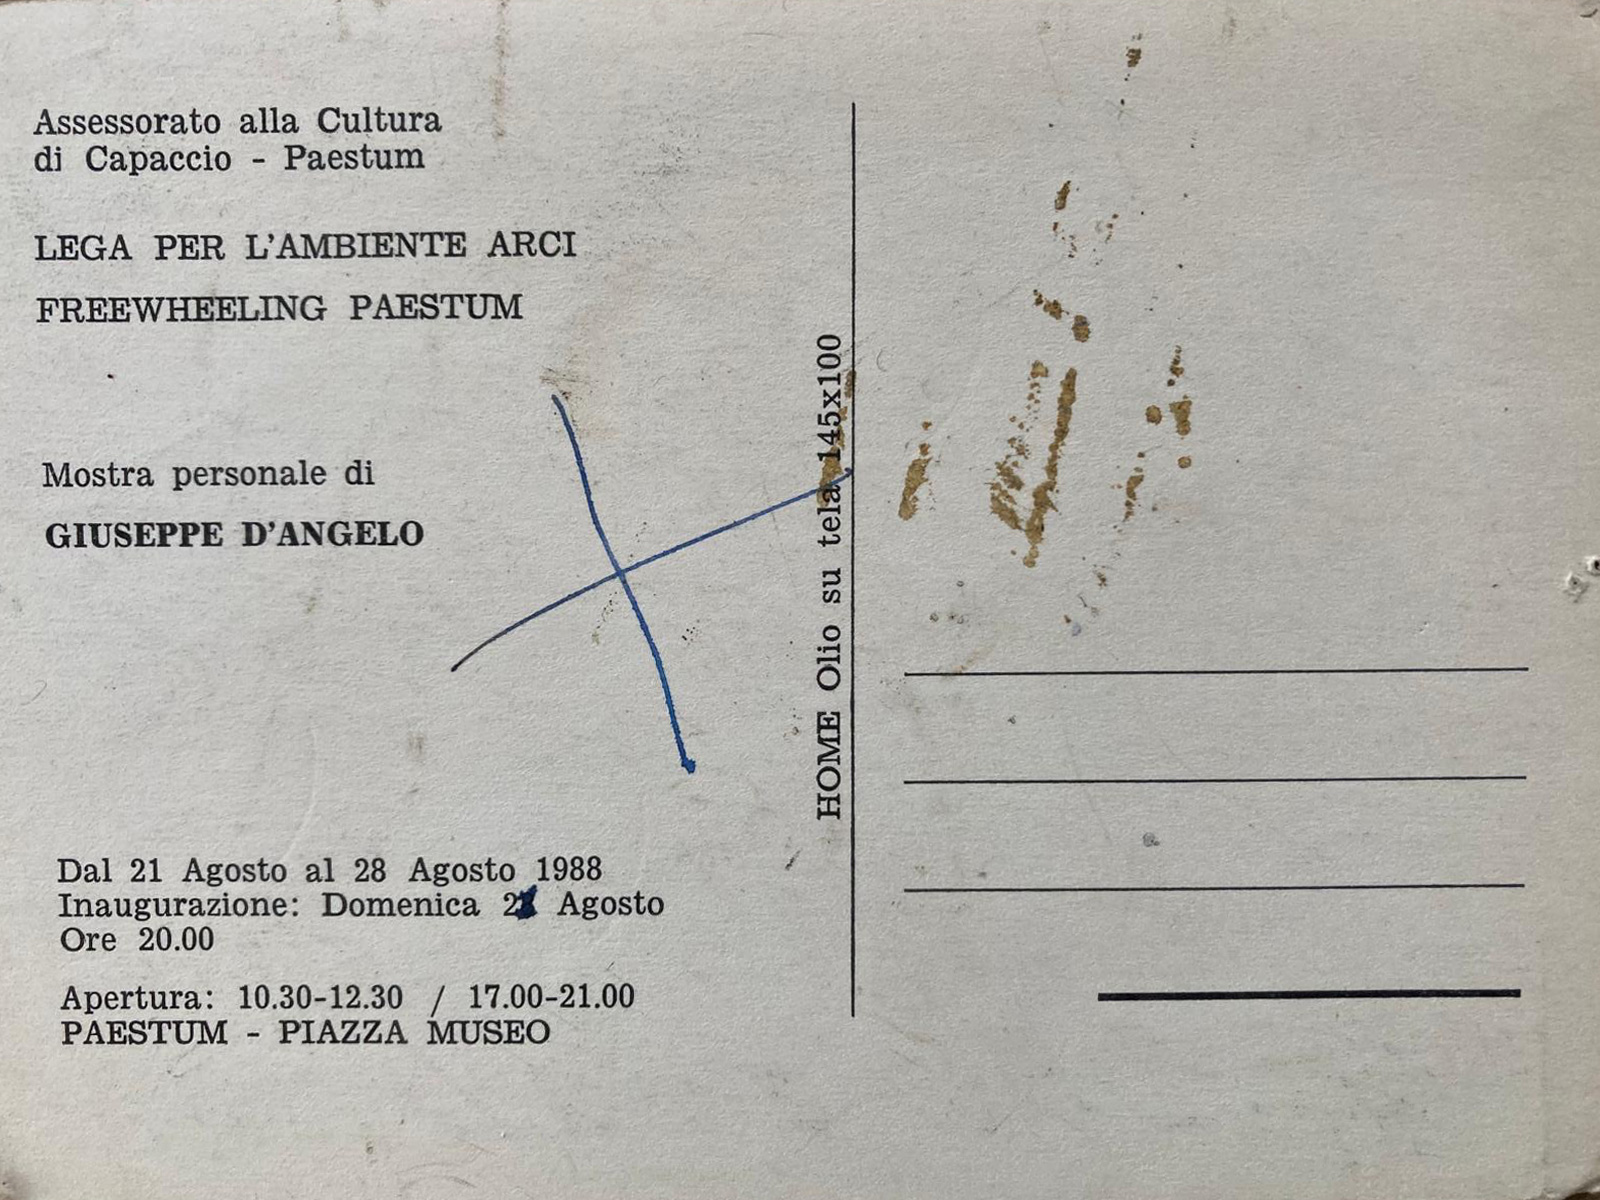 Assessorato alla Cultura
di Capaccio - Paestum
LEGA PER L'AMBIENTE ARCI
FREEWHEELING PAESTUM
Mostra personale di
GIUSEPPE D'ANGELO
Dal 21 Agosto al 28 Agosto 1988
Inaugurazione: Domenica 21 Agosto
Ore 20.00
Apertura: 10.30-12.30 / 17.00-21.00
PAESTUM - PIAZZA MUSEO
HOME Olio su tela 145x100